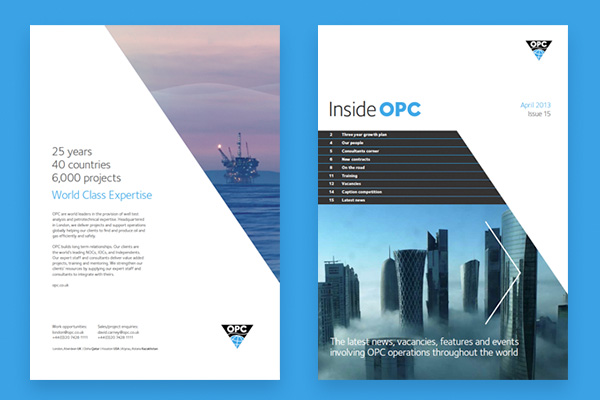 25 years
40 countries
6,000 projects
World Class Expertise
OPC are world leaders in the provision of well test
analysis and petrotechnical expertise. Headquartered
in London, we deliver projects and support operations
globally helping our clients to find and produce oil and
gas efficiently and safely.
OPC builds long term relationships. Our clients are
the world's leading NOCs, IOCs, and Independents.
Our expert staff and consultants deliver value added
projects, training and mentoring. We strengthen our
clients' resources by supplying our expert staff and
consultants to integrate with theirs.
opc.co.uk
Work opportunities
london@opc.co.uk
+44(0)20 7428 1111
Sales/project enquiries
+44(0)20 7428 1111
OPC
OPC
Inside OPC
April 2013
Issue 15
2 Three year growth plan
4 Our people
5 Consultants corner
6 New contracts
8 On the road
11 Training
13 Vacancies
14 Caption competition
15 Latest news
The latest news, vacancies, features and events
involving OPC operations throughout the world